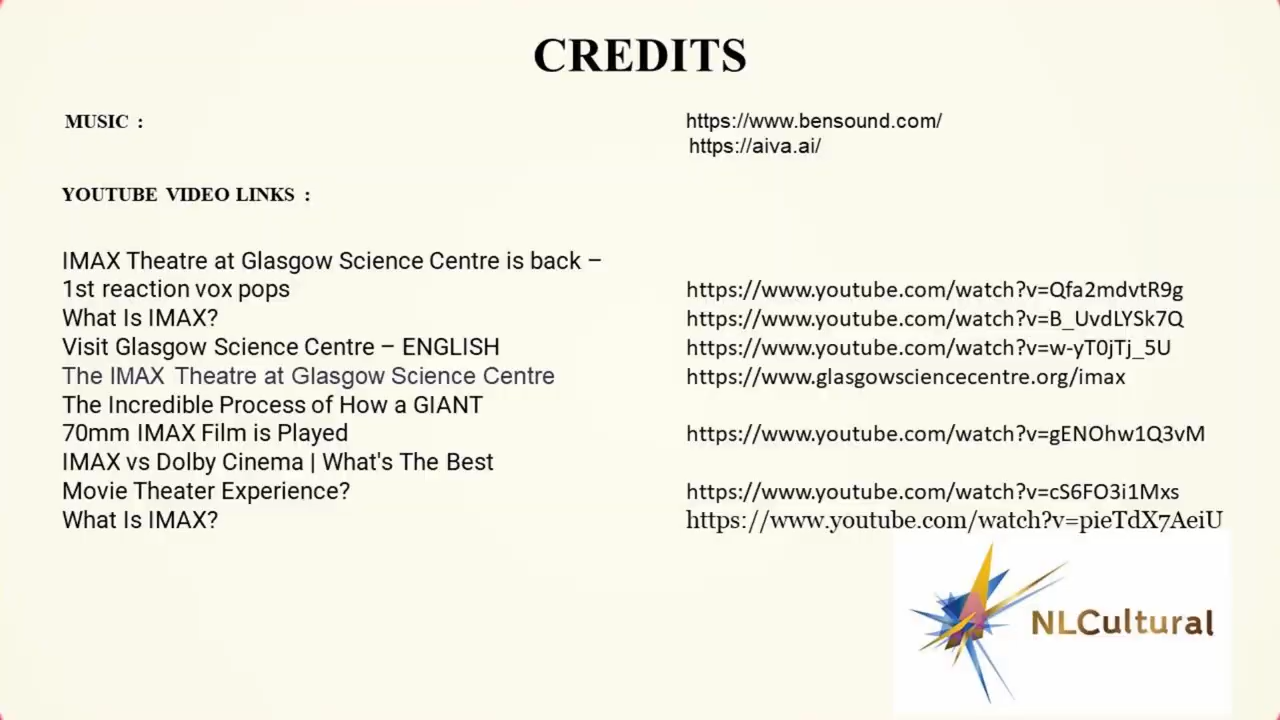 CREDITS
MUSIC : https://www.bensound.com/
https://aiva.ai/
YOUTUBE VIDEO LINKS :
IMAX Theatre at Glasgow Science Centre is back –
1st reaction vox pops https://www.youtube.com/watch?v=Qfa2mdvtR9g
What Is IMAX? https://www.youtube.com/watch?v=B_UvdLYSk7Q
Visit Glasgow Science Centre – ENGLISH https://www.youtube.com/watch?v=w-yT0jTj_5U
The IMAX Theatre at Glasgow Science Centre https://www.glasgowsciencecentre.org/imax
The Incredible Process of How a GIANT
70mm IMAX Film is Played https://www.youtube.com/watch?v=gENOhw1Q3vM
IMAX vs Dolby Cinema | What's The Best
Movie Theater Experience? https://www.youtube.com/watch?v=cS6FO3i1Mxs
What Is IMAX? https://www.youtube.com/watch?v=pieTdX7AeiU
NLCultural